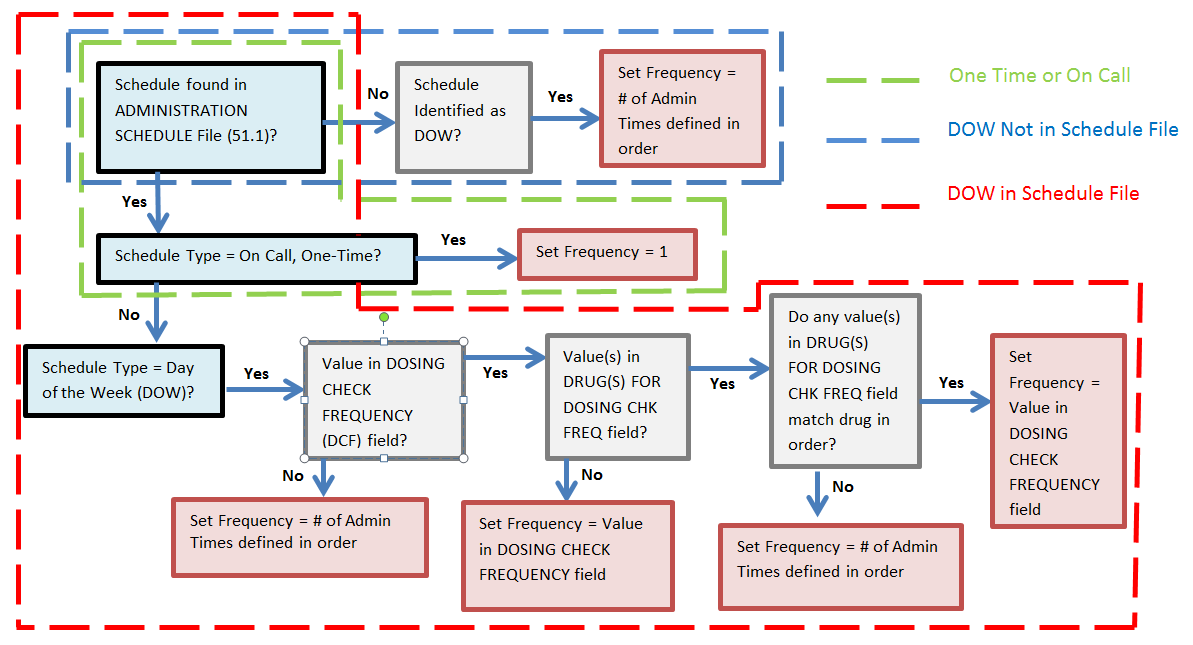 Schedule found in
ADMINISTRATION
SCHEDULE File (51.1)?
No
Schedule
Identified as
DOW?
Yes
Set Frequency =
# of Admin
Times defined in
order
One Time or On Call
DOW Not in Schedule File
DOW in Schedule File
Yes
Schedule Type = On Call, One-Time?
Yes
Set Frequency = 1
No
Schedule Type = Day
of the Week (DOW)?
Yes
Value in DOSING
CHECK
FREQUENCY
(DCF) field?
Yes
Value(s) in
DRUG(S) FOR
DOSING CHK
FREQ field?
Yes
Do any value(s)
in DRUG(S)
FOR DOSING
CHK FREQ field
match drug in
order?
Yes
Set
Frequency =
Value in
DOSING
CHECK
FREQUENCY
field
No
Set Frequency = # of Admin
Times defined in order
No
Set Frequency = Value
in DOSING CHECK
FREQUENCY field
No
Set Frequency = # of Admin
Times defined in order